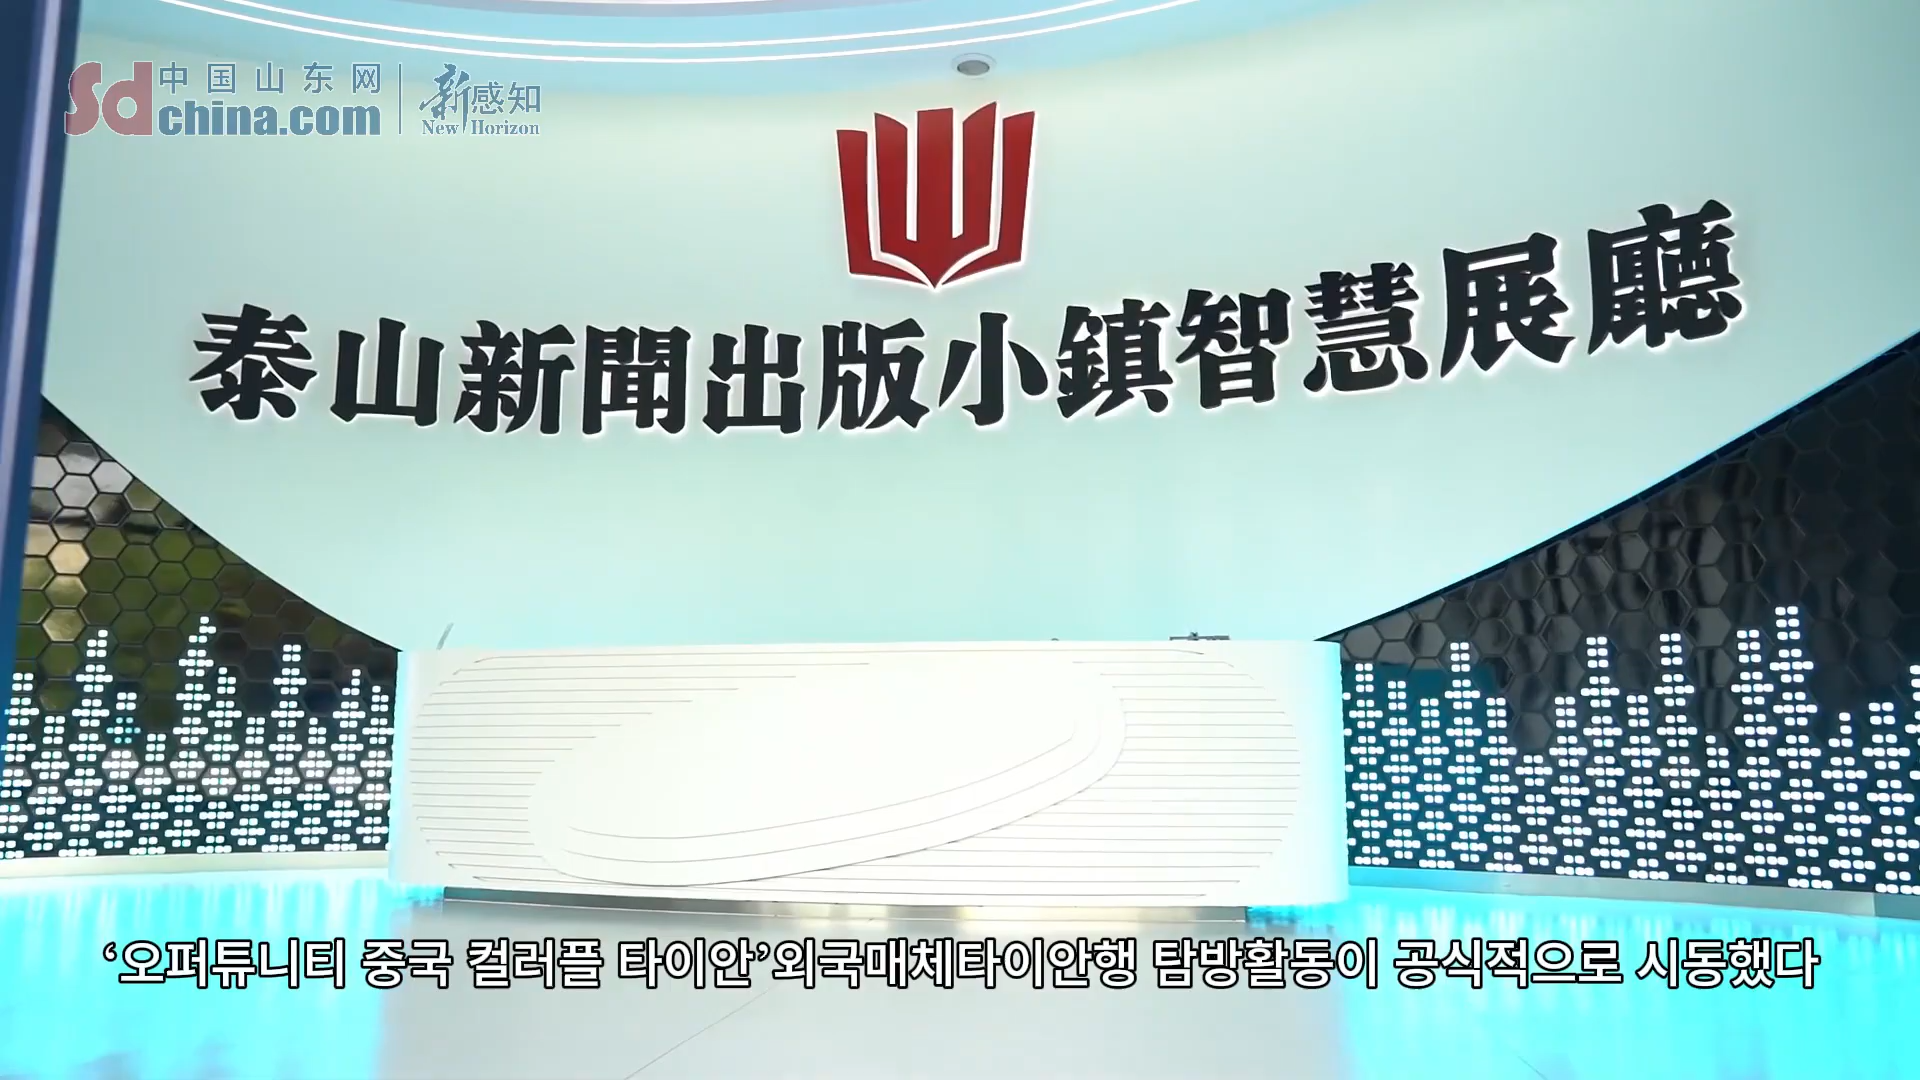 Sd中国山东网
china.com
新感知
New Horizon
泰山新聞出版小鎮智慧展廳
‘오퍼튜니티 중국 컬러플 타이안’외국매체타이안행 탐방활동이 공식적으로 시동했다